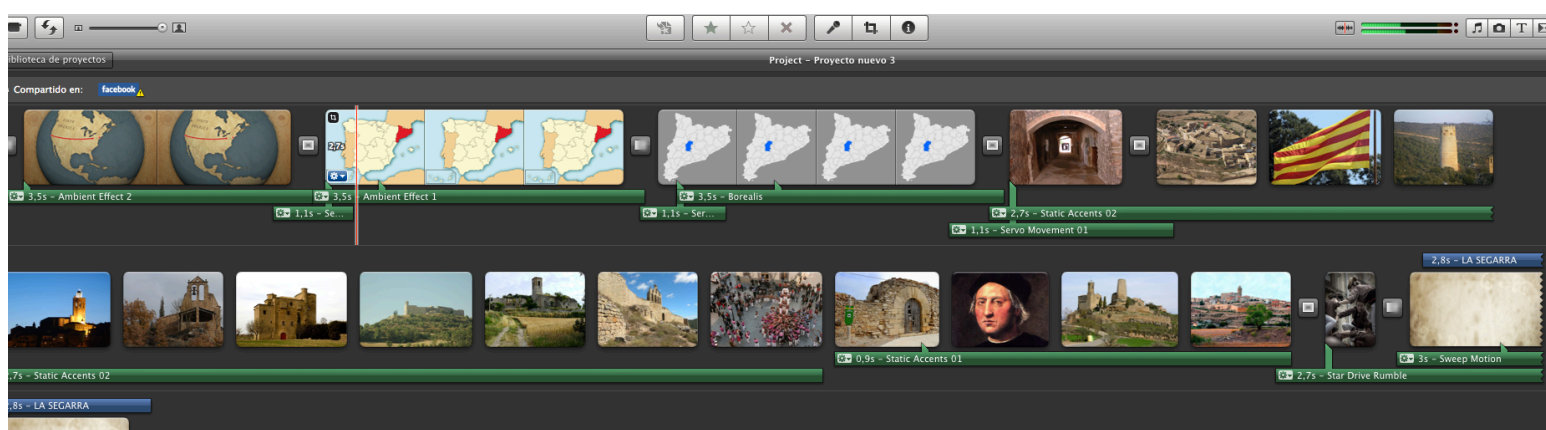 T
iblioteca de proyectos
Project – Proyecto nuevo 3
Compartido en: facebook
2,7s
3,5s – Ambient Effect 2
3,5s – Ambient Effect 1
3,5s – Borealis
1,1s – Se...
1,1s – Ser...
2,7s – Static Accents 02
1,1s – Servo Movement 01
2,8s – LA SEGARRA
0,9s – Static Accents 01
3s – Sweep Motion
,7s – Static Accents 02
2,7s – Star Drive Rumble
,8s – LA SEGARRA